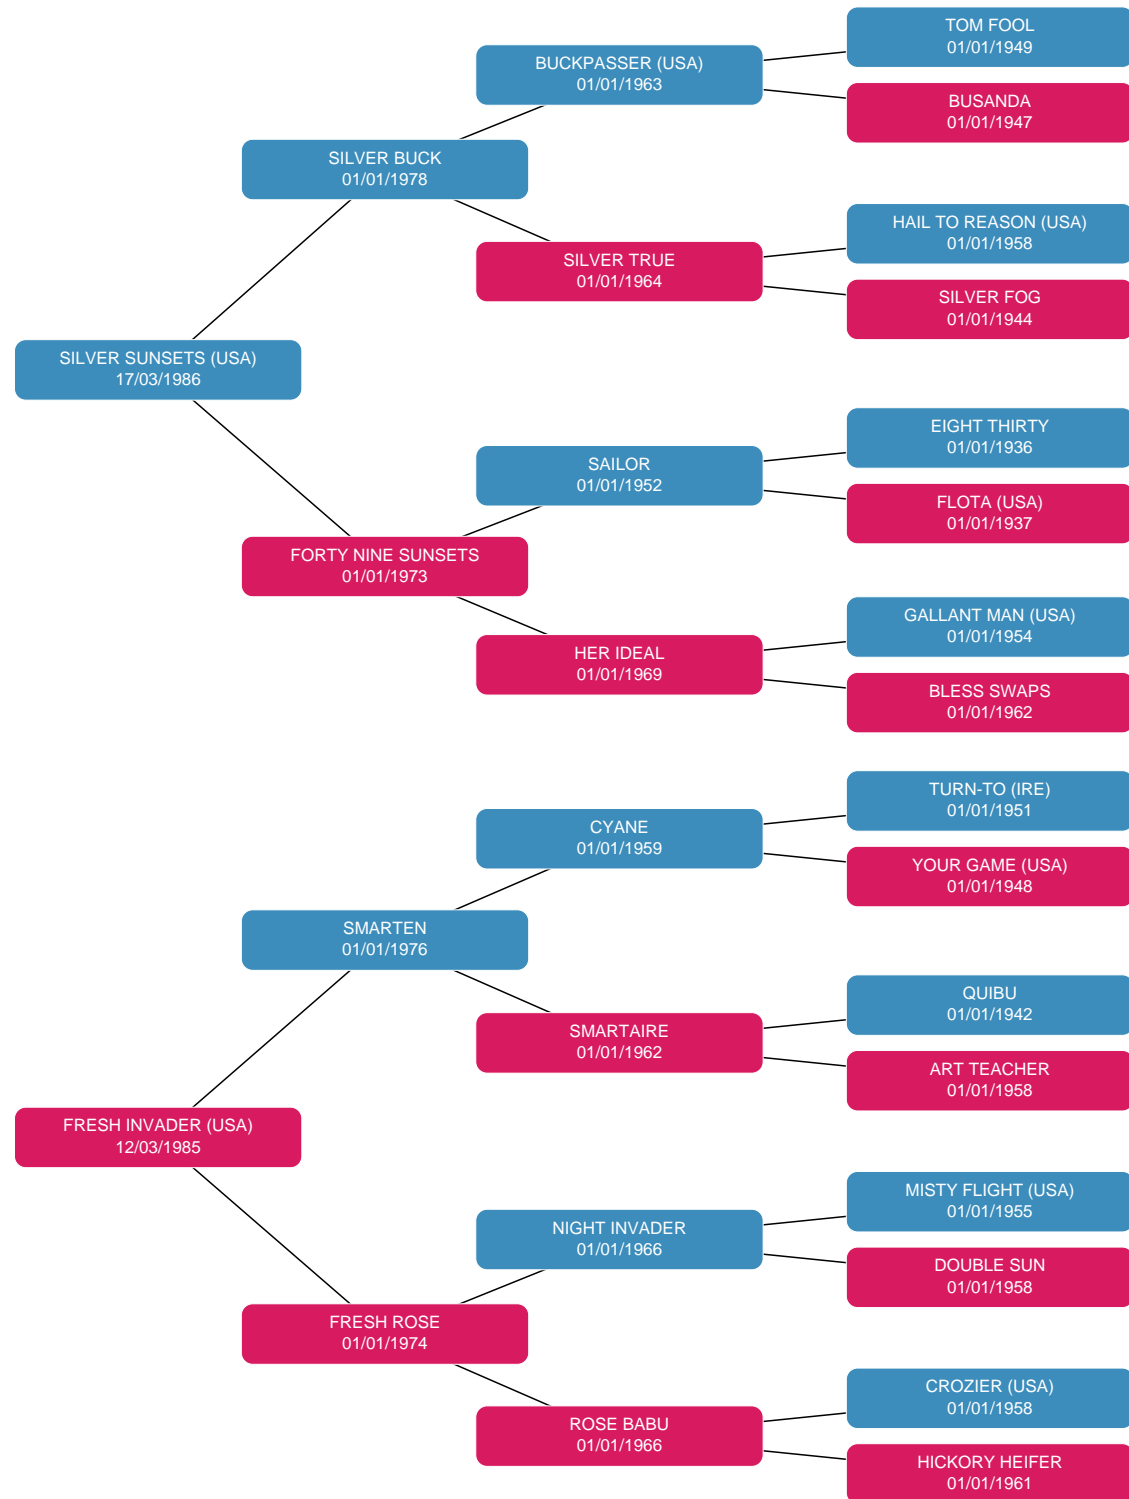 TOM FOOL
01/01/1949
BUCKPASSER (USA)
01/01/1963
BUSANDA
01/01/1947
SILVER BUCK
01/01/1978
HAIL TO REASON (USA)
01/01/1958
SILVER TRUE
01/01/1964
SILVER FOG
01/01/1944
SILVER SUNSETS (USA)
17/03/1986
EIGHT THIRTY
01/01/1936
SAILOR
01/01/1952
FLOTA (USA)
01/01/1937
FORTY NINE SUNSETS
01/01/1973
GALLANT MAN (USA)
01/01/1954
HER IDEAL
01/01/1969
BLESS SWAPS
01/01/1962
TURN-TO (IRE)
01/01/1951
CYANE
01/01/1959
YOUR GAME (USA)
01/01/1948
SMARTEN
01/01/1976
QUIBU
01/01/1942
SMARTAIRE
01/01/1962
ART TEACHER
01/01/1958
FRESH INVADER (USA)
12/03/1985
MISTY FLIGHT (USA)
01/01/1955
NIGHT INVADER
01/01/1966
DOUBLE SUN
01/01/1958
FRESH ROSE
01/01/1974
CROZIER (USA)
01/01/1958
ROSE BABU
01/01/1966
HICKORY HEIFER
01/01/1961